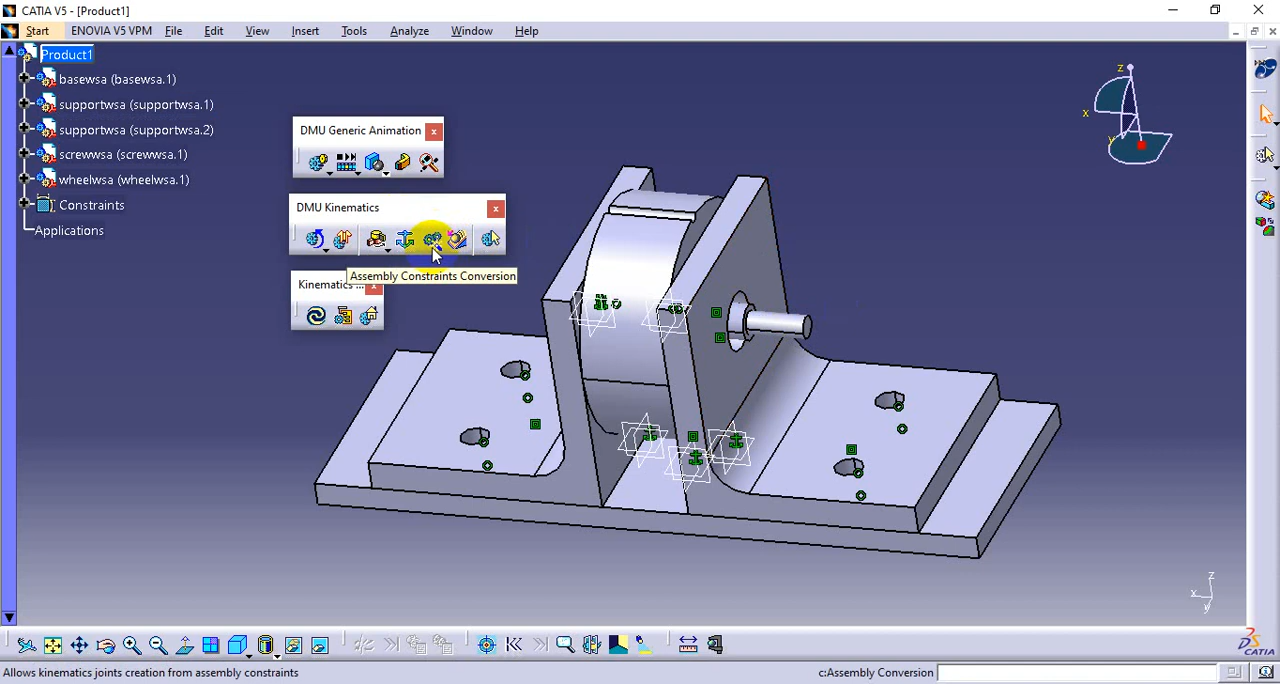 CATIA V5 - [Product1]
Start ENOVIA V5 VPM File Edit View Insert Tools Analyze Window Help
Product1
basewsa (basewsa.1)
supportwsa (supportwsa.1)
supportwsa (supportwsa.2)
screwwsa (screwwsa.1)
wheelwsa (wheelwsa.1)
Constraints
Applications
DMU Generic Animation
DMU Kinematics
Assembly Constraints Conversion
Kinematics ...
z
x
y
z
x
y
CATIA
Allows kinematics joints creation from assembly constraints
c:Assembly Conversion